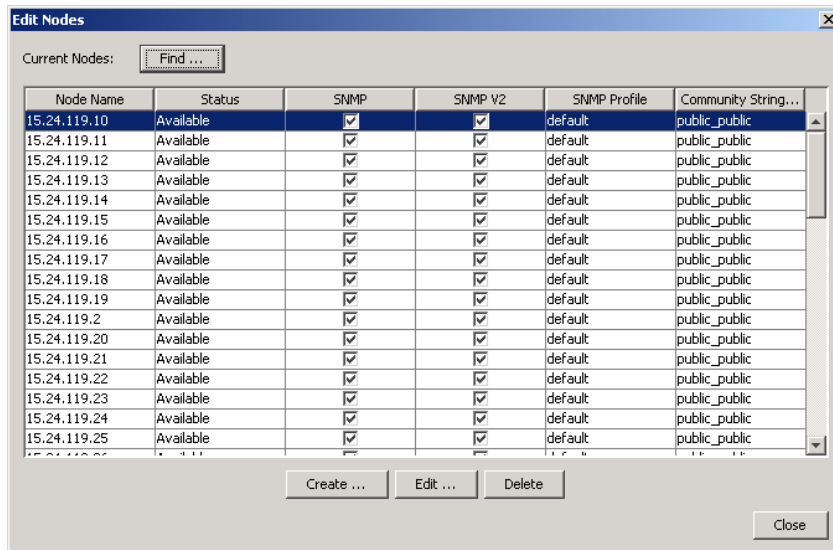 Edit Nodes
Current Nodes: Find ...
Node Name Status SNMP SNMP V2 SNMP Profile Community String...
15.24.119.10 Available default public_public
15.24.119.11 Available default public_public
15.24.119.12 Available default public_public
15.24.119.13 Available default public_public
15.24.119.14 Available default public_public
15.24.119.15 Available default public_public
15.24.119.16 Available default public_public
15.24.119.17 Available default public_public
15.24.119.18 Available default public_public
15.24.119.19 Available default public_public
15.24.119.2 Available default public_public
15.24.119.20 Available default public_public
15.24.119.21 Available default public_public
15.24.119.22 Available default public_public
15.24.119.23 Available default public_public
15.24.119.24 Available default public_public
15.24.119.25 Available default public_public
Create ... Edit ... Delete
Close